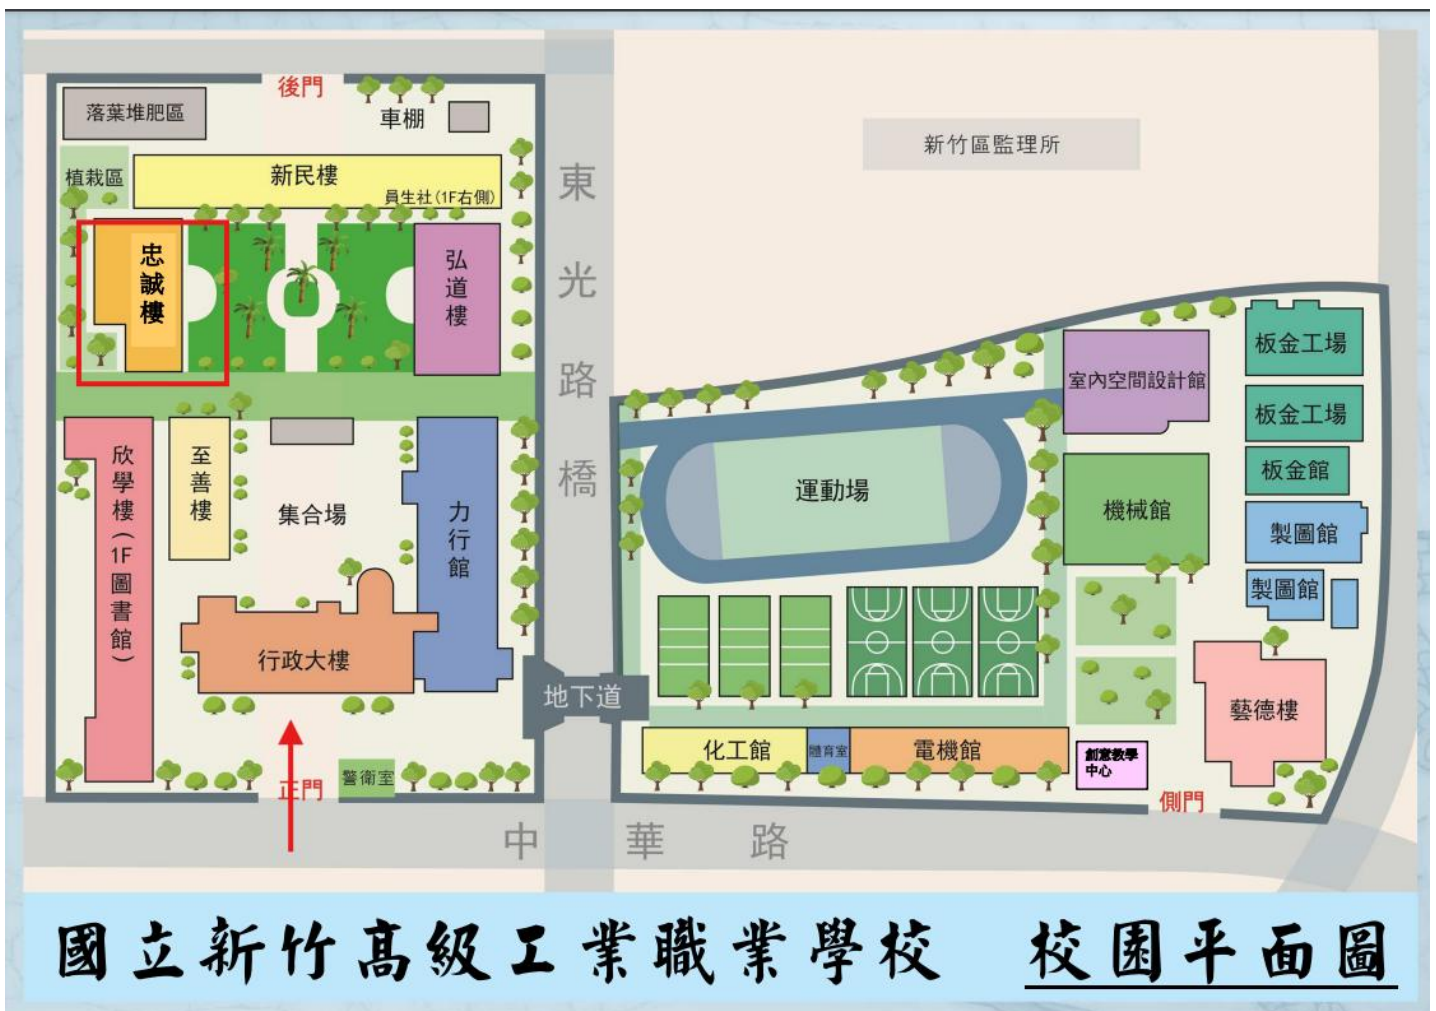 後門
落葉堆肥區
車棚
新竹區監理所
植栽區
新民樓
員生社(1F右側)
東光路橋
忠誠樓
弘道樓
板金工場
室內空間設計館
板金工場
欣學樓(1F圖書館)
至善樓
集合場
力行館
運動場
板金館
機械館
製圖館
製圖館
行政大樓
地下道
藝德樓
化工館
體育室
電機館
創意教學
中心
警衛室
正門
側門
中華路
國立新竹高級工業職業學校 校園平面圖